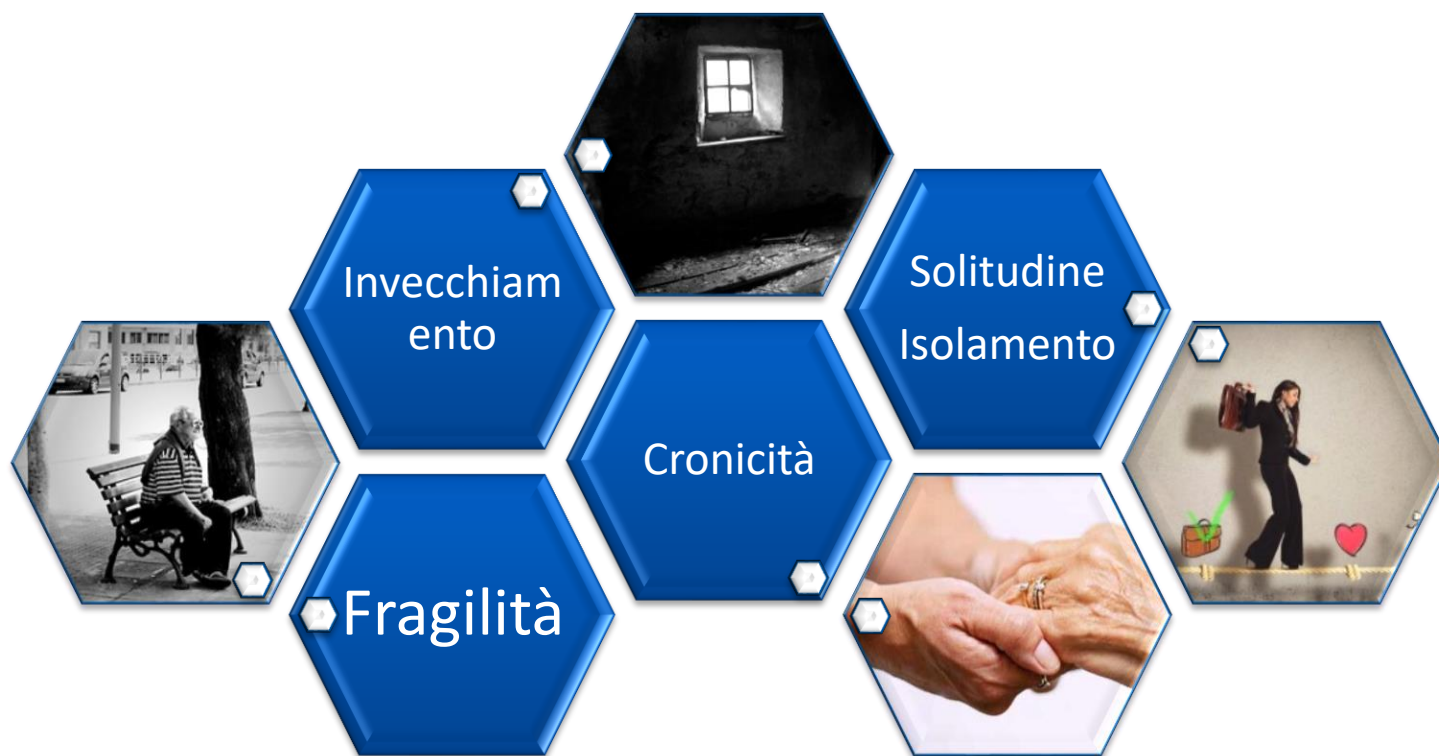 Invecchiam
ento
Solitudine
Isolamento
Cronicità
Fragilità